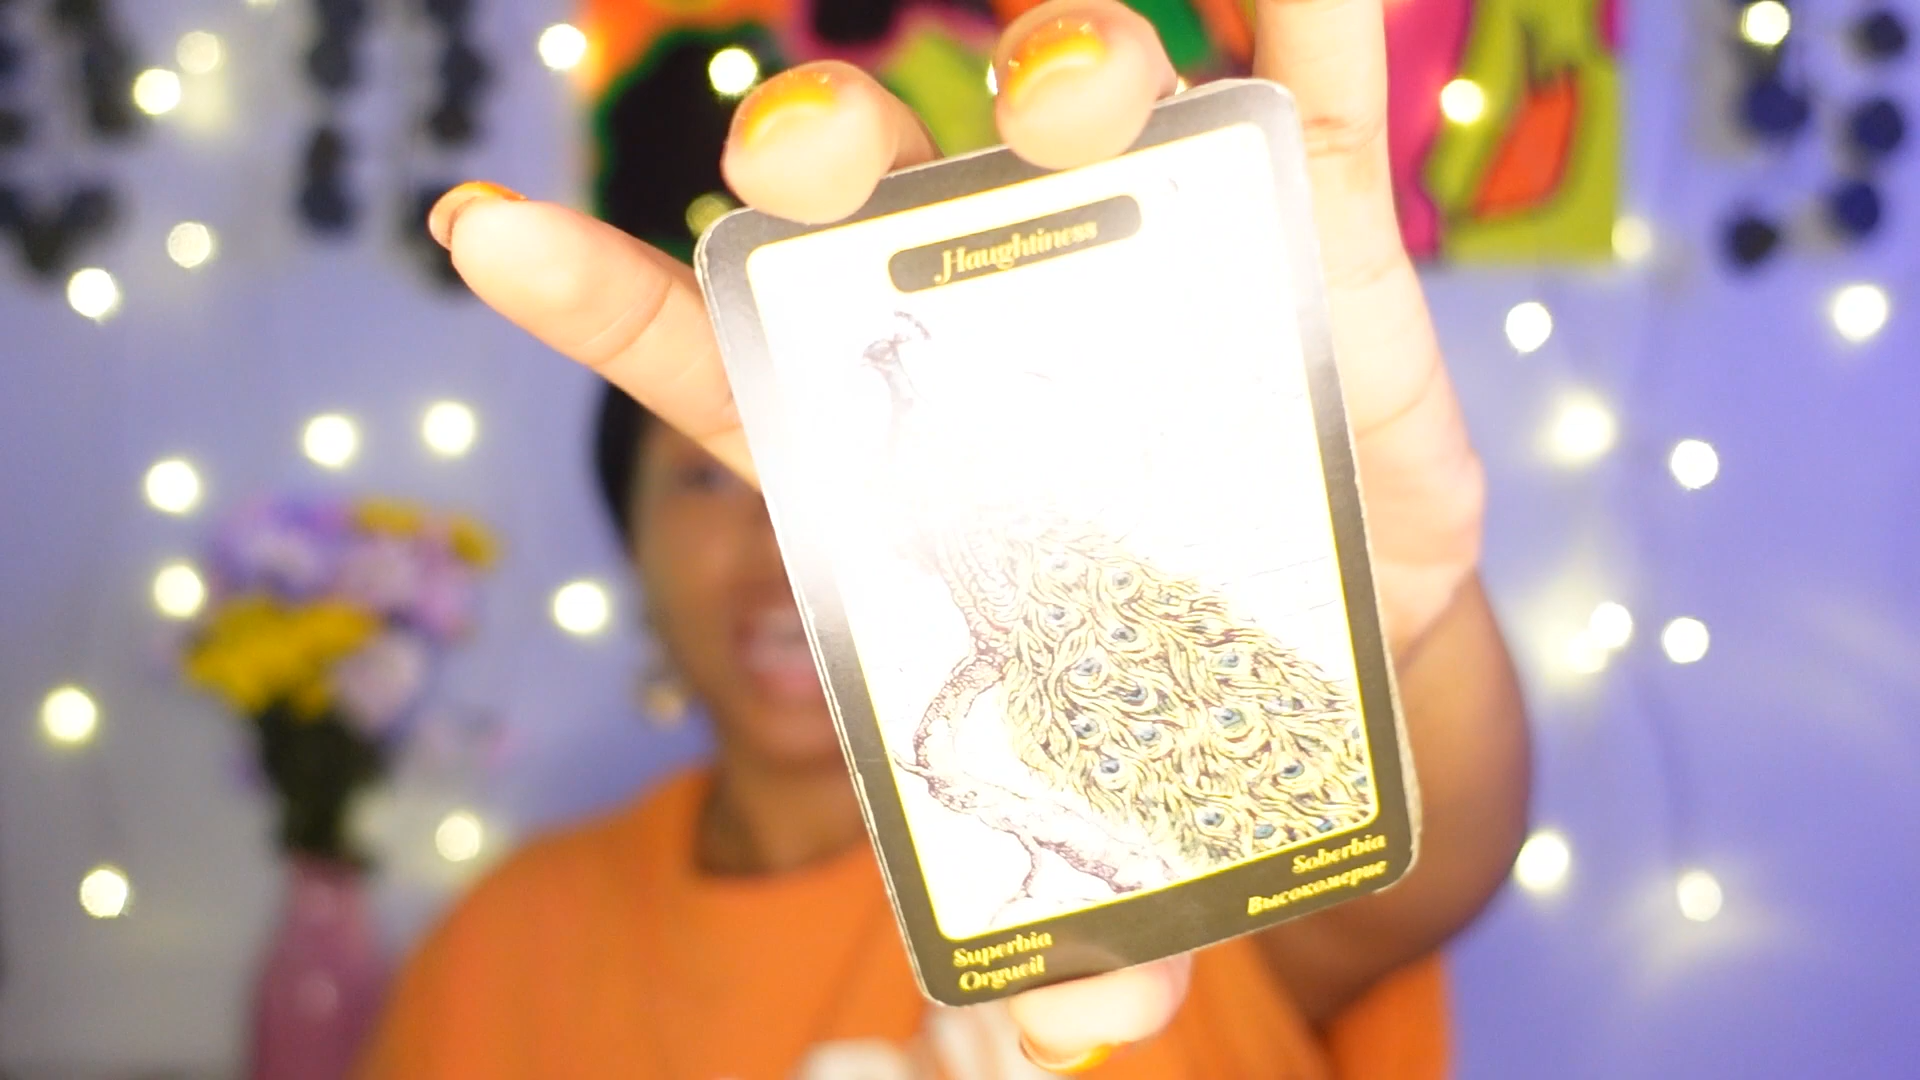 Haughtiness
Superbia
Orgueil
Soberbia
Высокомерие